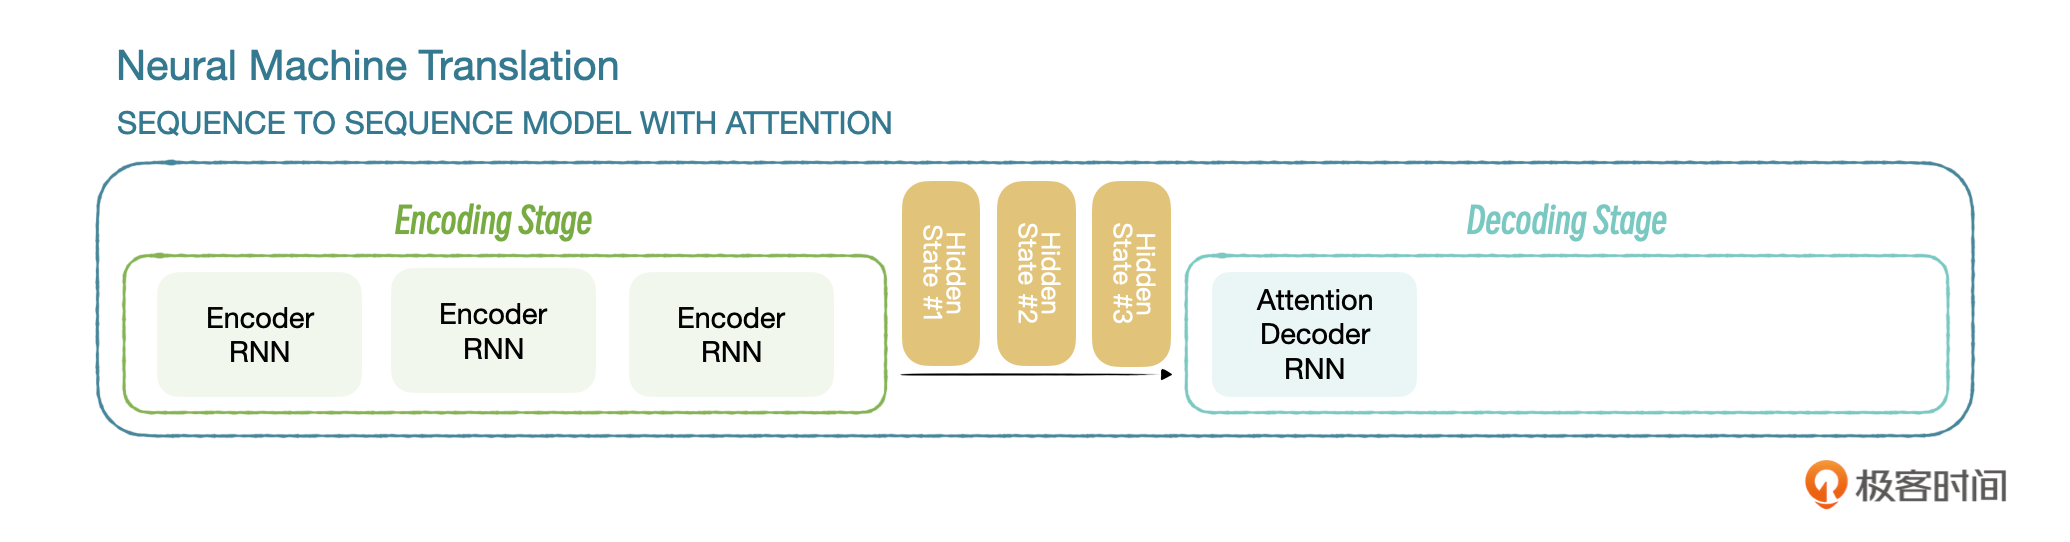 Neural Machine Translation
SEQUENCE TO SEQUENCE MODEL WITH ATTENTION
Encoding Stage
Encoder
RNN
Encoder
RNN
Encoder
RNN
Hidden
State #1
Hidden
State #2
Hidden
State #3
Decoding Stage
Attention
Decoder
RNN
极客时间